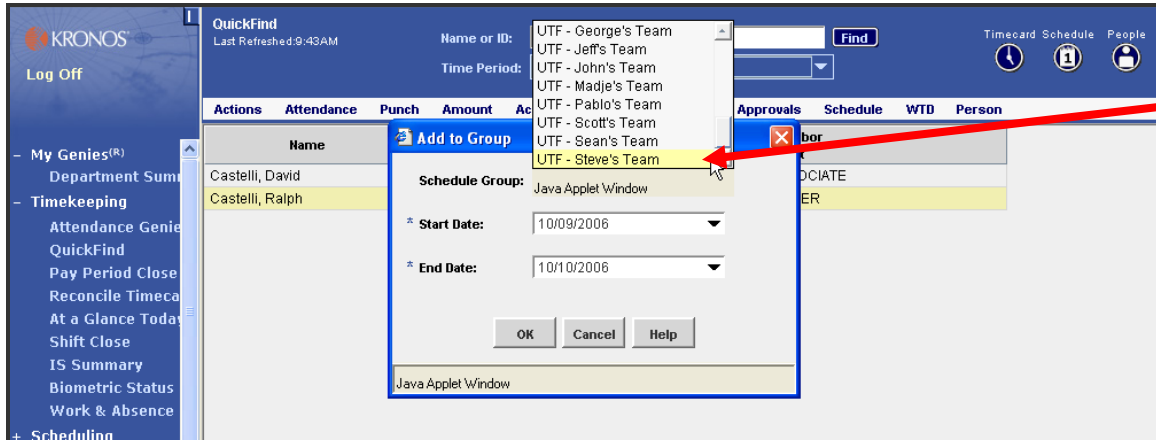 KRONOS
Log Off
QuickFind
Last Refreshed:9:43AM
Name or ID:
Find
Time Period:
Timecard Schedule People
1
Actions Attendance Punch Amount Approvals Schedule WTD Person
UTF - George's Team
UTF - Jeff's Team
UTF - John's Team
UTF - Madje's Team
UTF - Pablo's Team
UTF - Scott's Team
UTF - Sean's Team
UTF - Steve's Team
Name
Castelli, David
Castelli, Ralph
Add to Group
Schedule Group:
Java Applet Window
* Start Date: 10/09/2006
* End Date: 10/10/2006
OK Cancel Help
Java Applet Window
– My Genies(R)
Department Summ
– Timekeeping
Attendance Genie
QuickFind
Pay Period Close
Reconcile Timeca
At a Glance Today
Shift Close
IS Summary
Biometric Status
Work & Absence
+ Scheduling